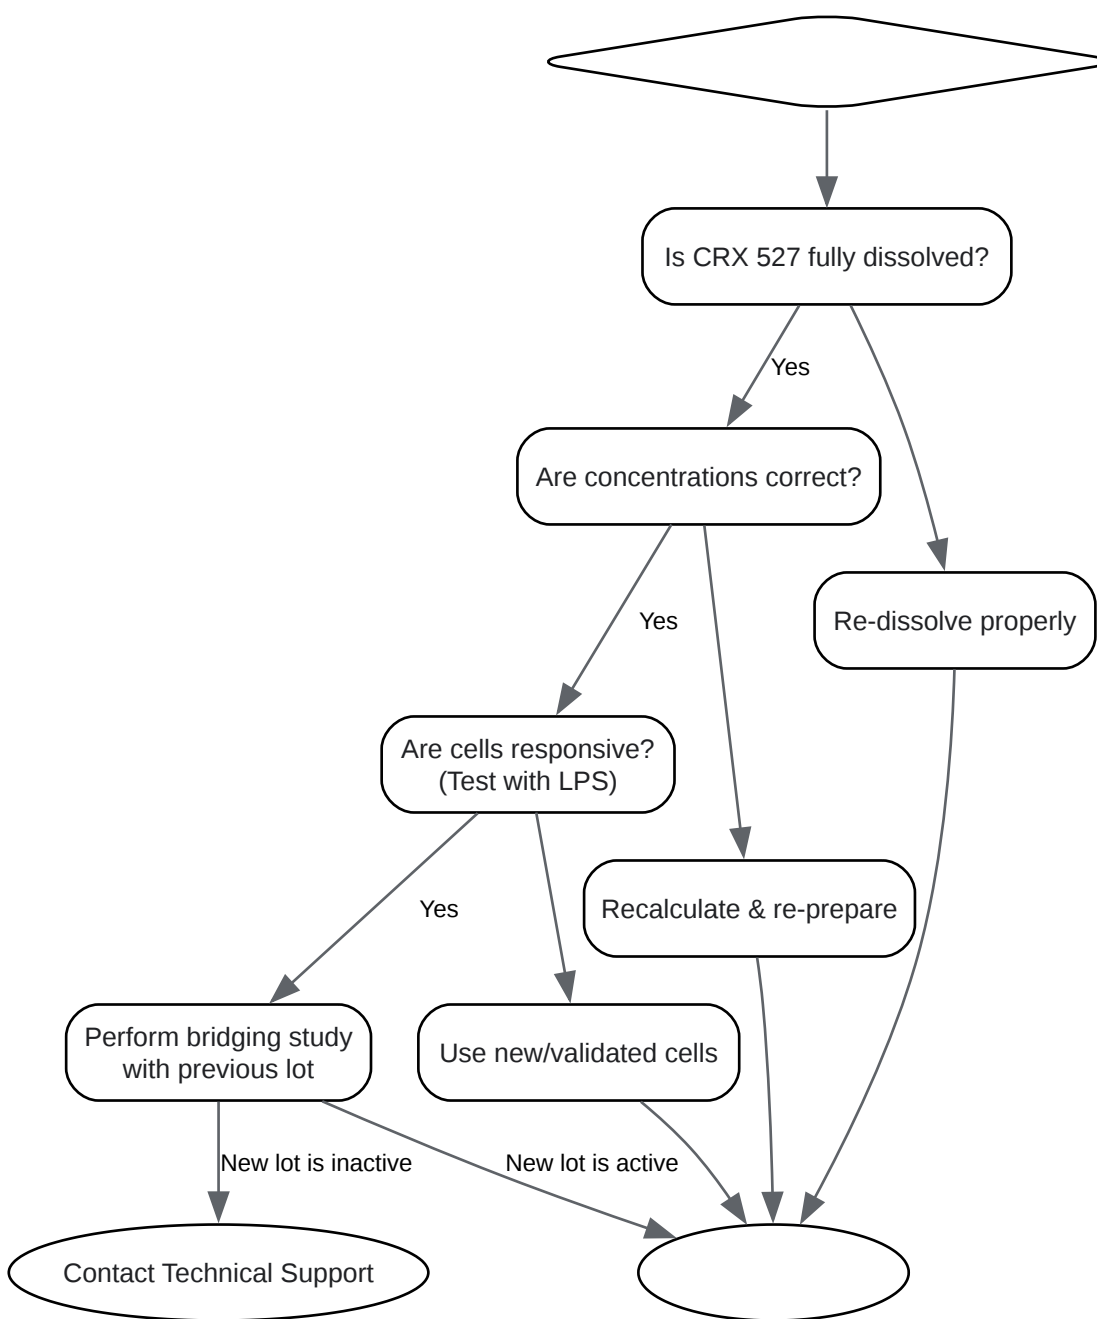 Is CRX 527 fully dissolved?
Yes
Are concentrations correct?
Yes
Re-dissolve properly
Are cells responsive?
(Test with LPS)
Yes
Recalculate & re-prepare
Perform bridging study
with previous lot
Use new/validated cells
New lot is inactive
New lot is active
Contact Technical Support